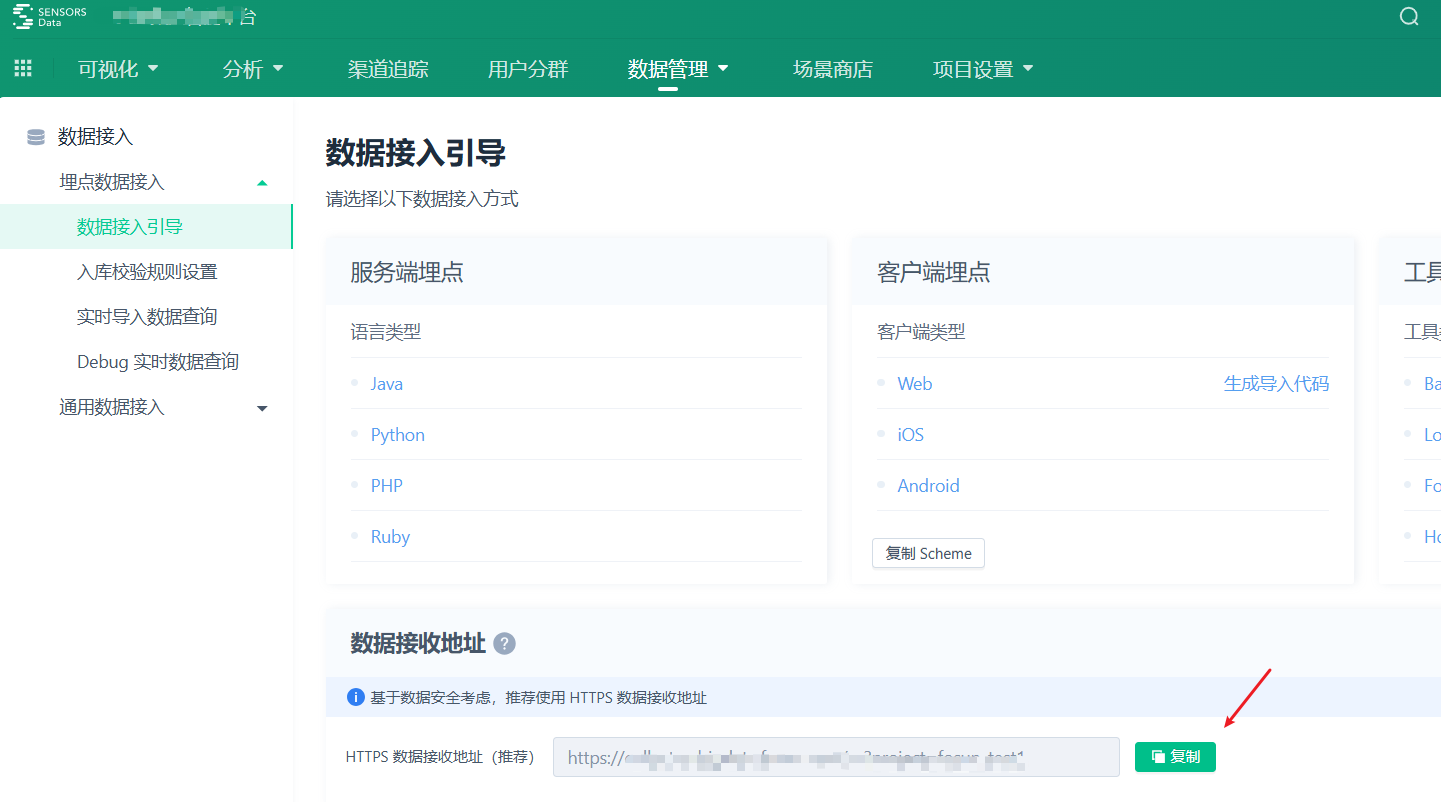 SENSORS
Data
台
可视化 分析 渠道追踪 用户分群 数据管理 场景商店 项目设置
数据接入
埋点数据接入
数据接入引导
入库校验规则设置
实时导入数据查询
Debug 实时数据查询
通用数据接入
数据接入引导
请选择以下数据接入方式
服务端埋点
语言类型
Java
Python
PHP
Ruby
客户端埋点
客户端类型
Web 生成导入代码
iOS
Android
复制 Scheme
工具
工具
Ba
Lo
Fo
Ho
数据接收地址 ?
基于数据安全考虑，推荐使用 HTTPS 数据接收地址
HTTPS 数据接收地址（推荐） https:// 复制